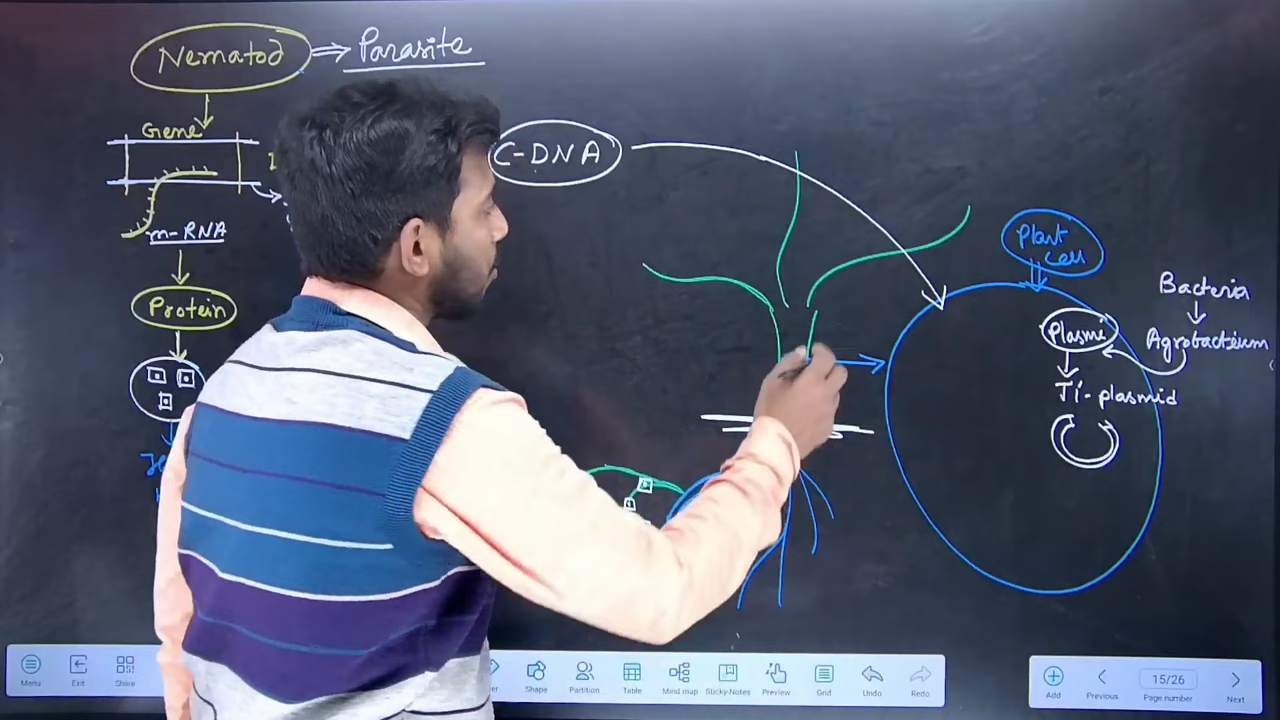 Nematod ⇒ Parasite
Gene
m-RNA
Protein
C-DNA
Plant
cell
Plasmi
Bacteria
Agrobacterium
Ti-plasmid
Menu
Exit
Share
Shape
Partition
Table
Mind map
Sticky-Notes
Preview
Grid
Undo
Redo
Add
Previous
15/26
Page number
Next